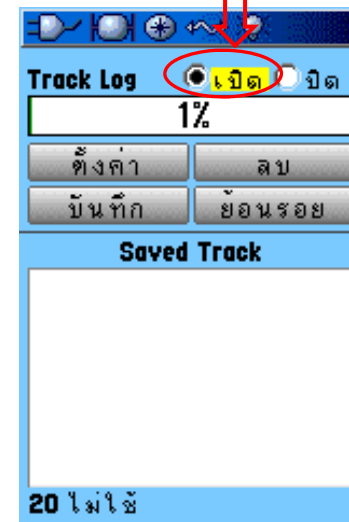 Track Log เปิด ปิด
1%
ตั้งค่า ลบ
บันทึก ย้อนรอย
Saved Track
20 ไม่ใช้